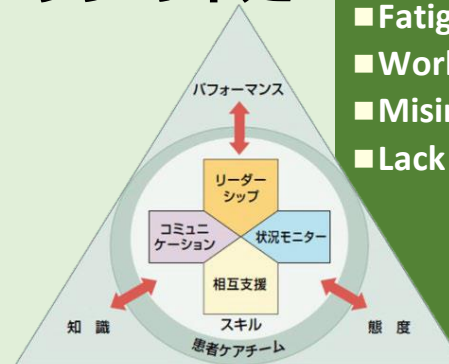 ■Fatig
■Worl
■Misi
■Lack
パフォーマンス
リーダー
シップ
コミュニ
ケーション
状況モニター
相互支援
知 識
スキル
態 度
患者ケアチーム